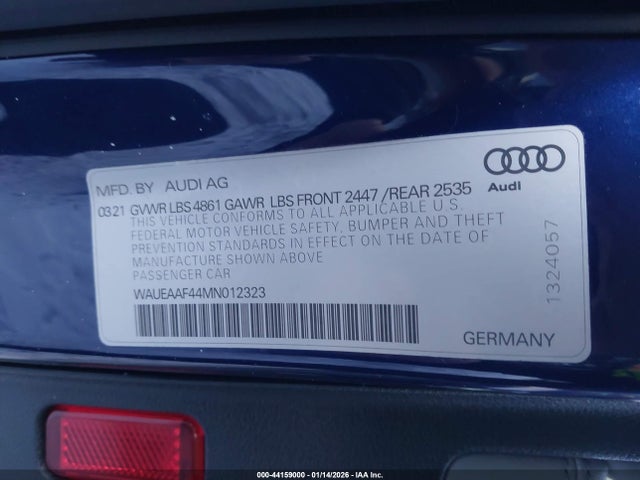 MFD. BY AUDI AG
03 21 GVWR LBS 4861 GAWR LBS FRONT 2447 /REAR 2535
THIS VEHICLE CONFORMS TO ALL APPLICABLE U.S.
FEDERAL MOTOR VEHICLE SAFETY, BUMPER AND THEFT
PREVENTION STANDARDS IN EFFECT ON THE DATE OF
MANUFACTURE SHOWN ABOVE
PASSENGER CAR
WAUEAAF44MN012323
Audi
1324057
GERMANY
000-44159000 - 01/14/2026 - IAA Inc.